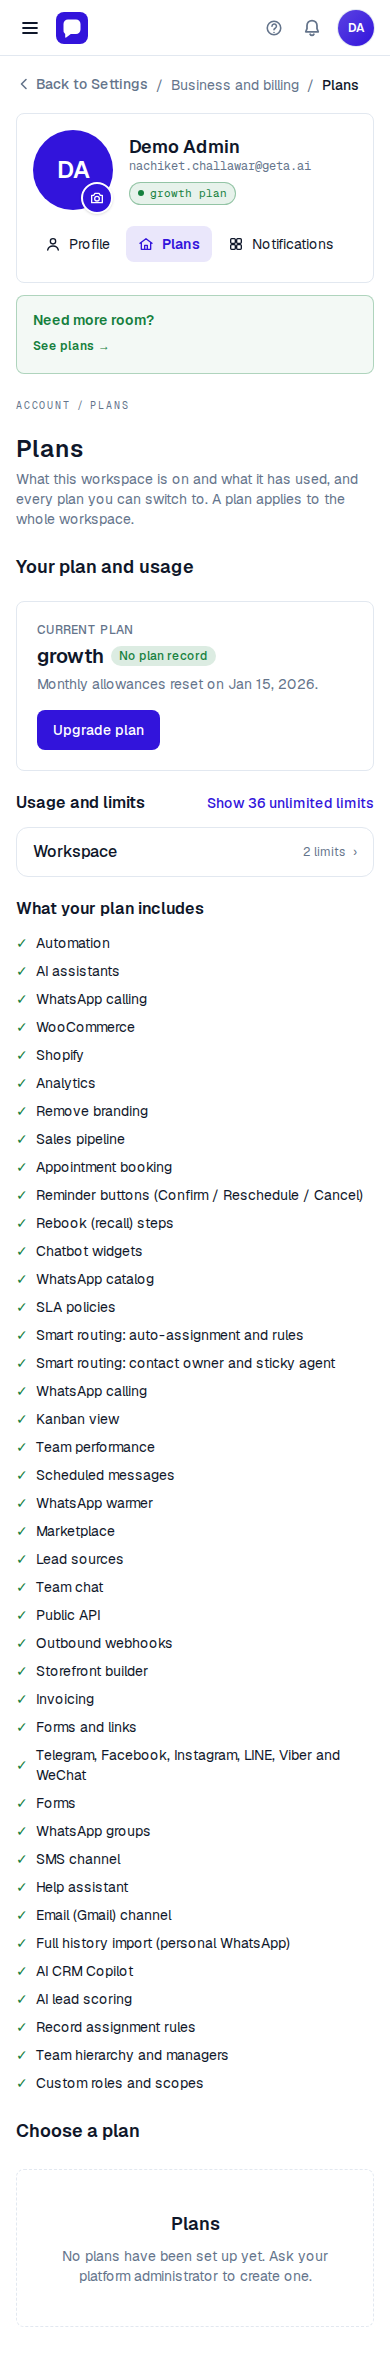 DA
Back to Settings / Business and billing / Plans
DA
Demo Admin
nachiket.challawar@geta.ai
growth plan
Profile
Plans
Notifications
Need more room?
See plans →
ACCOUNT / PLANS
Plans
What this workspace is on and what it has used, and
every plan you can switch to. A plan applies to the
whole workspace.
Your plan and usage
CURRENT PLAN
growth No plan record
Monthly allowances reset on Jan 15, 2026.
Upgrade plan
Usage and limits
Show 36 unlimited limits
Workspace
2 limits ›
What your plan includes
✓ Automation
✓ AI assistants
✓ WhatsApp calling
✓ WooCommerce
✓ Shopify
✓ Analytics
✓ Remove branding
✓ Sales pipeline
✓ Appointment booking
✓ Reminder buttons (Confirm / Reschedule / Cancel)
✓ Rebook (recall) steps
✓ Chatbot widgets
✓ WhatsApp catalog
✓ SLA policies
✓ Smart routing: auto-assignment and rules
✓ Smart routing: contact owner and sticky agent
✓ WhatsApp calling
✓ Kanban view
✓ Team performance
✓ Scheduled messages
✓ WhatsApp warmer
✓ Marketplace
✓ Lead sources
✓ Team chat
✓ Public API
✓ Outbound webhooks
✓ Storefront builder
✓ Invoicing
✓ Forms and links
✓ Telegram, Facebook, Instagram, LINE, Viber and
WeChat
✓ Forms
✓ WhatsApp groups
✓ SMS channel
✓ Help assistant
✓ Email (Gmail) channel
✓ Full history import (personal WhatsApp)
✓ AI CRM Copilot
✓ AI lead scoring
✓ Record assignment rules
✓ Team hierarchy and managers
✓ Custom roles and scopes
Choose a plan
Plans
No plans have been set up yet. Ask your
platform administrator to create one.